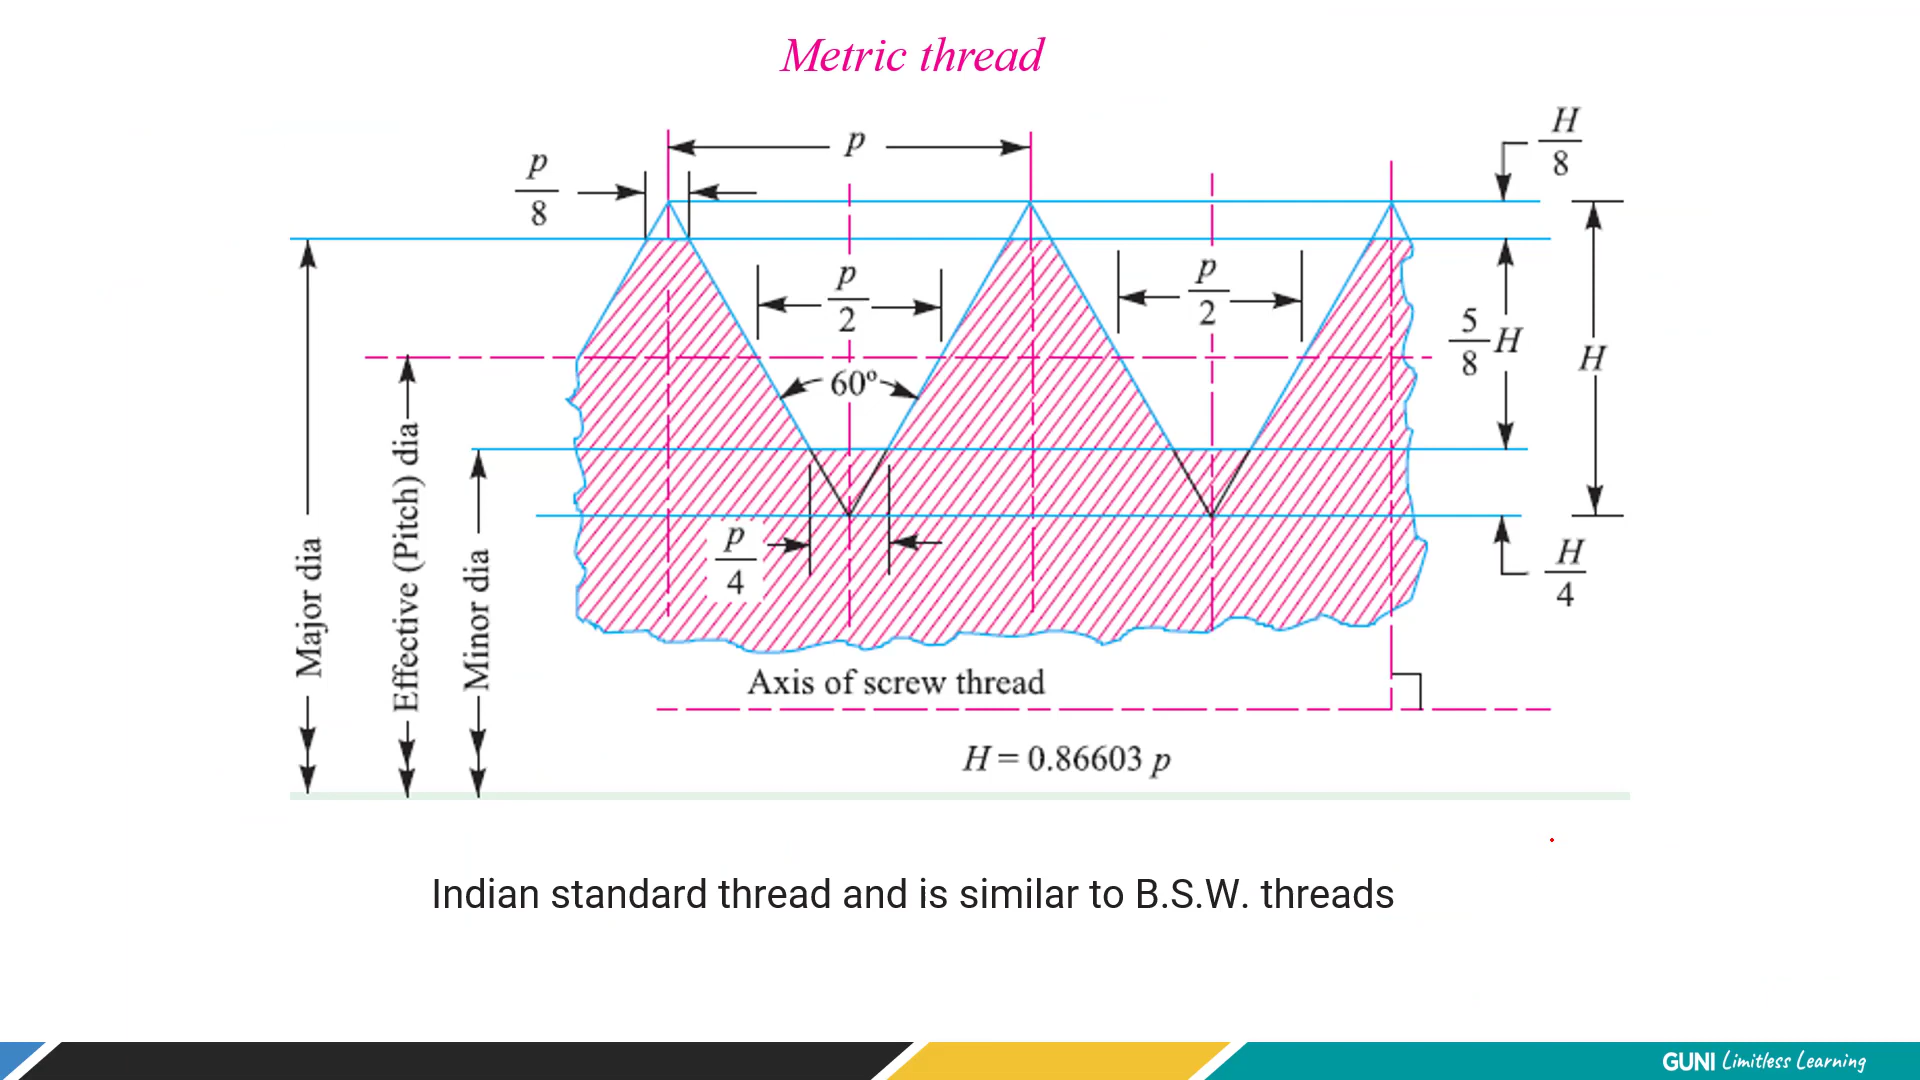 Metric thread
p
H/8
p/8
p/2
p/2
5/8 H
H
60°
p/4
H/4
Major dia
Effective (Pitch) dia
Minor dia
Axis of screw thread
H = 0.86603 p
Indian standard thread and is similar to B.S.W. threads
GUNI Limitless Learning